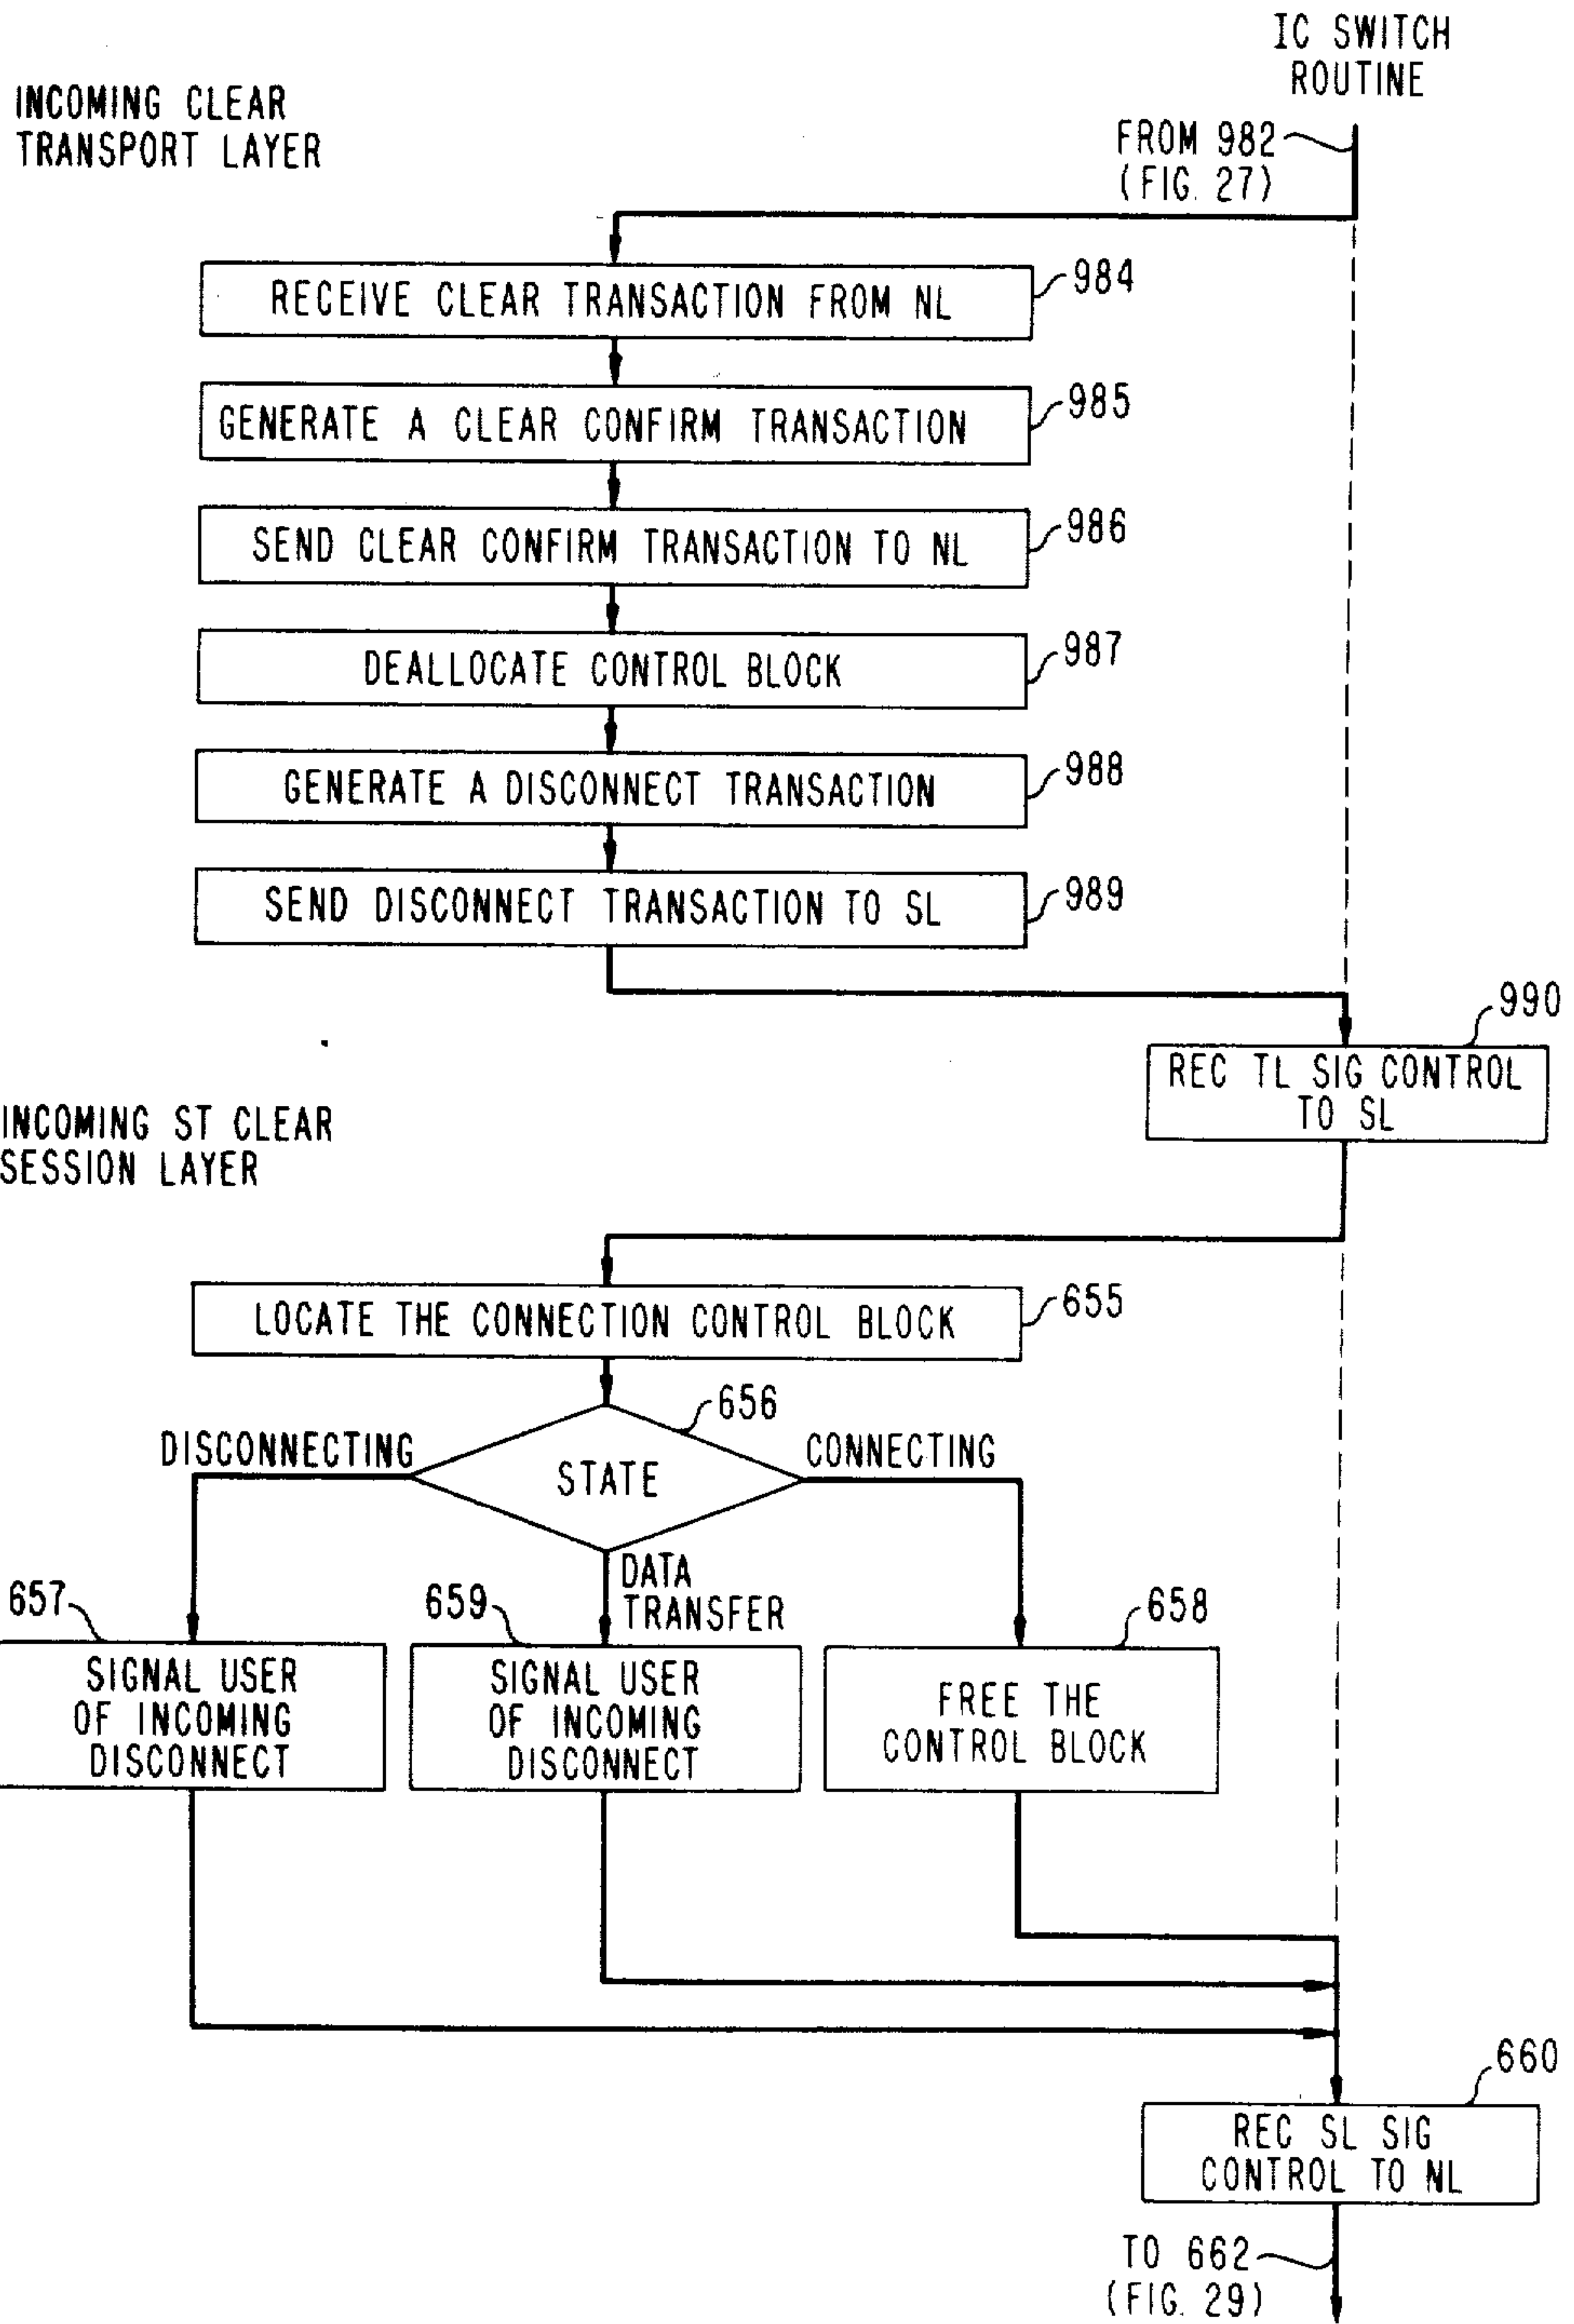 IC SWITCH
ROUTINE
INCOMING CLEAR
TRANSPORT LAYER
FROM 982
(FIG. 27)
RECEIVE CLEAR TRANSACTION FROM NL
984
GENERATE A CLEAR CONFIRM TRANSACTION
985
SEND CLEAR CONFIRM TRANSACTION TO NL
986
DEALLOCATE CONTROL BLOCK
987
GENERATE A DISCONNECT TRANSACTION
988
SEND DISCONNECT TRANSACTION TO SL
989
990
REC TL SIG CONTROL
TO SL
INCOMING ST CLEAR
SESSION LAYER
LOCATE THE CONNECTION CONTROL BLOCK
655
656
DISCONNECTING
STATE
CONNECTING
DATA
TRANSFER
657
SIGNAL USER
OF INCOMING
DISCONNECT
659
SIGNAL USER
OF INCOMING
DISCONNECT
658
FREE THE
CONTROL BLOCK
660
REC SL SIG
CONTROL TO NL
TO 662
(FIG. 29)